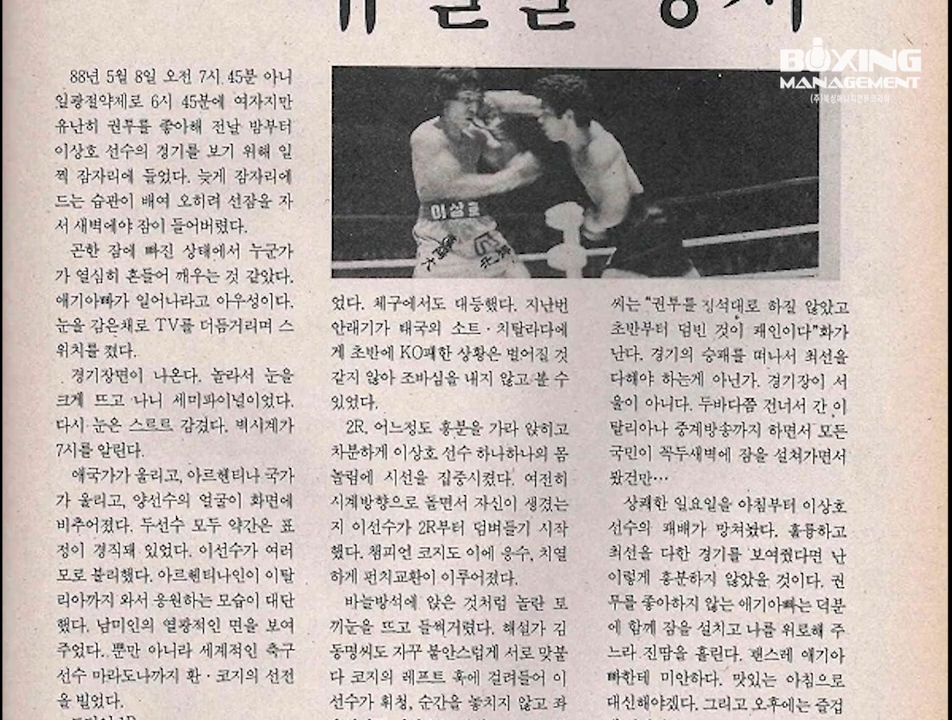 BOXING
MANAGEMENT
88년 5월 8일 오전 7시 45분 아니
일광절약제로 6시 45분에 여자지만
유난히 권투를 좋아해 전날 밤부터
이상호 선수의 경기를 보기 위해 일
찍 잠자리에 들었다. 늦게 잠자리에
드는 습관이 배여 오히려 선잠을 자
서 새벽에야 잠이 들어버렸다.
곤한 잠에 빠진 상태에서 누군가
가 열심히 흔들어 깨우는 것 같았다.
애기아빠가 일어나라고 아우성이다.
눈을 감은채로 TV를 더듬거리며 스
위치를 켰다.
경기장면이 나온다. 놀라서 눈을
크게 뜨고 나니 세미파이널이었다.
다시 눈은 스르르 감겼다. 벽시계가
7시를 알린다.
애국가가 울리고, 아르헨티나 국가
가 울리고, 양선수의 얼굴이 화면에
비추어졌다. 두선수 모두 약간은 표
정이 경직돼 있었다. 이선수가 여러
모로 불리했다. 아르헨티나인이 이탈
리아까지 와서 응원하는 모습이 대단
했다. 남미인의 열광적인 면을 보여
주었다. 뿐만 아니라 세계적인 축구
선수 마라도나까지 환·코지의 선전
을 빌었다.
이상호
었다. 체구에서도 대등했다. 지난번
안래기가 태국의 소트·치탈라다에
게 초반에 KO패한 상황은 벌어질 것
같지 않아 조바심을 내지 않고 볼 수
있었다.
2R, 어느정도 흥분을 가라 앉히고
차분하게 이상호 선수 하나하나의 몸
놀림에 시선을 집중시켰다. 여전히
시계방향으로 돌면서 자신이 생겼는
지 이선수가 2R부터 덤벼들기 시작
했다. 챔피언 코지도 이에 응수, 치열
하게 펀치교환이 이루어졌다.
바늘방석에 앉은 것처럼 놀란 토
끼눈을 뜨고 들썩거렸다. 해설가 김
동명씨도 자꾸 불안스럽게 서로 맞붙
다 코지의 레프트 훅에 걸려들어 이
선수가 휘청, 순간을 놓치지 않고 좌
씨는 “권투를 정석대로 하질 않았고
초반부터 덤빈 것이 패인이다”화가
난다. 경기의 승패를 떠나서 최선을
다해야 하는게 아닌가. 경기장이 서
울이 아니다. 두바다쯤 건너서 간 이
탈리아나 중계방송까지 하면서 모든
국민이 꼭두새벽에 잠을 설쳐가면서
봤건만…
상쾌한 일요일을 아침부터 이상호
선수의 패배가 망쳐놨다. 훌륭하고
최선을 다한 경기를 보여줬다면 난
이렇게 흥분하지 않았을 것이다. 권
투를 좋아하지 않는 애기아빠는 덕분
에 함께 잠을 설치고 나를 위로해 주
느라 진땀을 흘린다. 팬스레 애기아
빠한테 미안하다. 맛있는 아침으로
대신해야겠다. 그리고 오후에는 즐겁